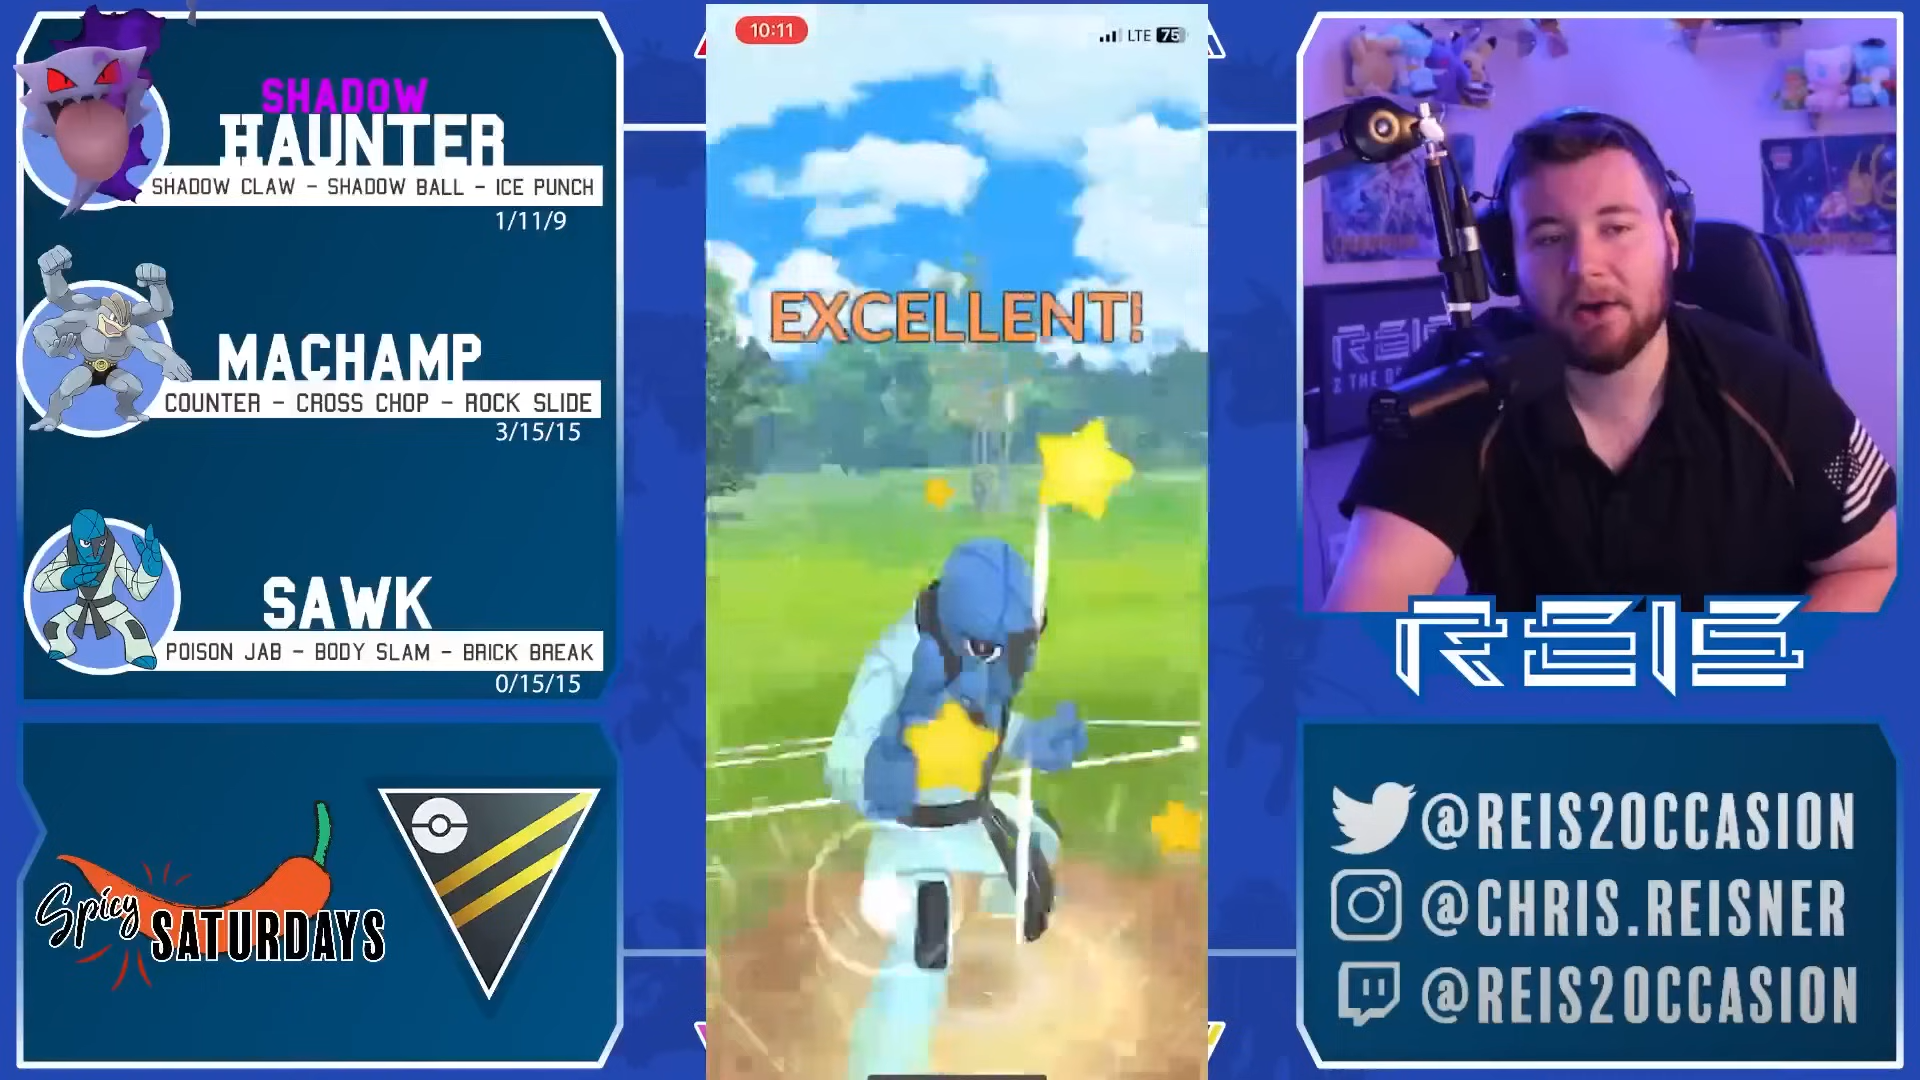 SHADOW
HAUNTER
SHADOW CLAW - SHADOW BALL - ICE PUNCH
1/11/9
MACHAMP
COUNTER - CROSS CHOP - ROCK SLIDE
3/15/15
SAWK
POISON JAB - BODY SLAM - BRICK BREAK
0/15/15
Spicy
SATURDAYS
10:11
LTE 75
EXCELLENT!
REIS
@REIS2OCCASION
@CHRIS.REISNER
@REIS2OCCASION